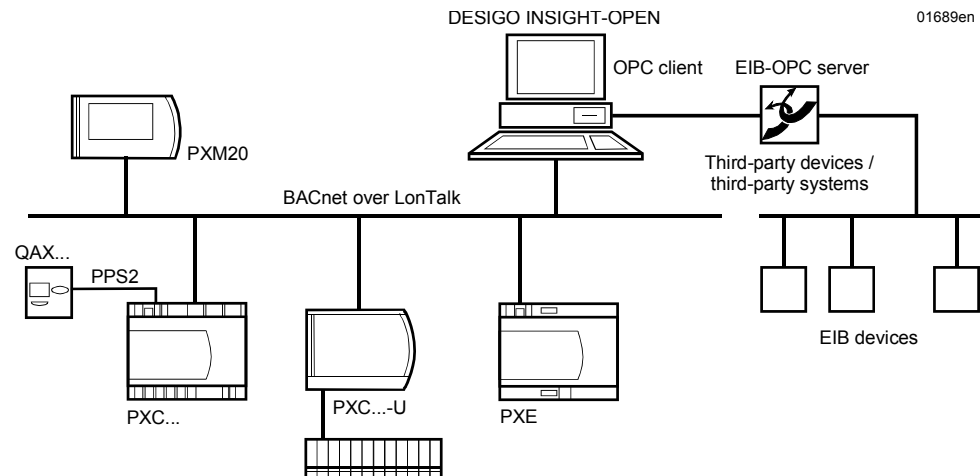 DESIGO INSIGHT-OPEN
01689en
OPC client
EIB-OPC server
PXM20
Third-party devices /
third-party systems
BACnet over LonTalk
QAX...
PPS2
EIB devices
PXC...
PXC...-U
PXE